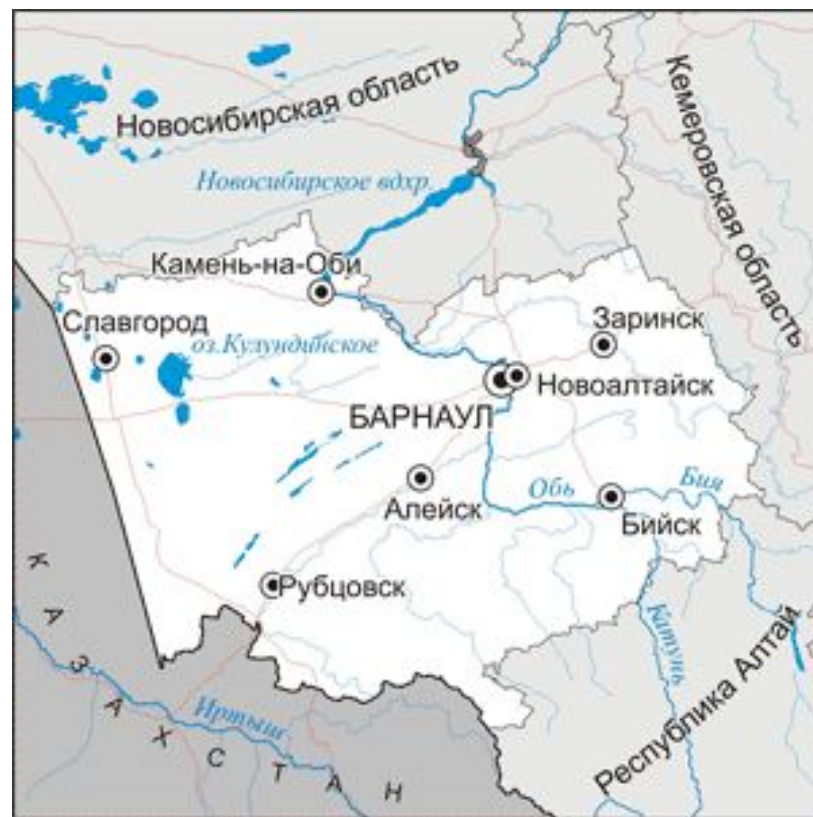 Новосибирская область
Кемеровская область
Новосибирское вдхр.
Камень-на-Оби
Славгород
оз.Кулундинское
Заринск
Новоалтайск
БАРНАУЛ
Алейск
Обь
Бия
Бийск
Рубцовск
Катунь
Республика Алтай
Иртыш
КАЗАХСТАН